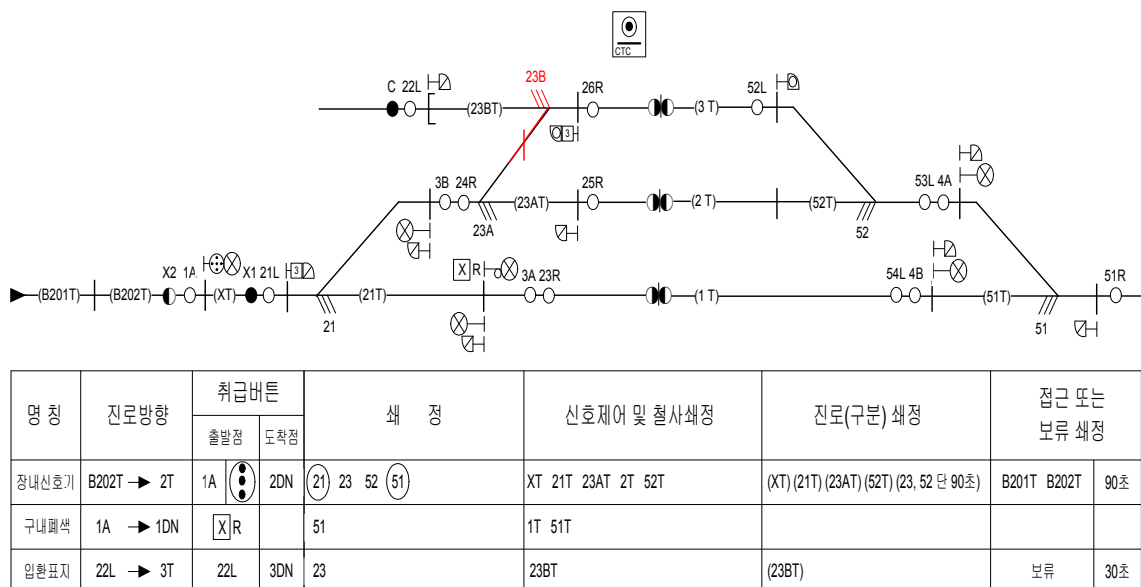 CTC
23B
C 22L
(23BT)
26R
(3 T)
52L
3
3B 24R
(23AT)
23A
25R
(2 T)
(52T)
52
53L 4A
(B201T)
(B202T)
X2 1A
(XT)
X1 21L
3
21
(21T)
X R
3A 23R
(1 T)
54L 4B
(51T)
51
51R
명 칭 진로방향 취급버튼 쇄 정 신호제어 및 철사쇄정 진로(구분) 쇄정 접근 또는
보류 쇄정
출발점 도착점
장내신호기 B202T → 2T 1A 2DN 21 23 52 51 XT 21T 23AT 2T 52T (XT) (21T) (23AT) (52T) (23, 52 단 90초) B201T B202T 90초
구내폐색 1A → 1DN X R 51 1T 51T
입환표지 22L → 3T 22L 3DN 23 23BT (23BT) 보류 30초